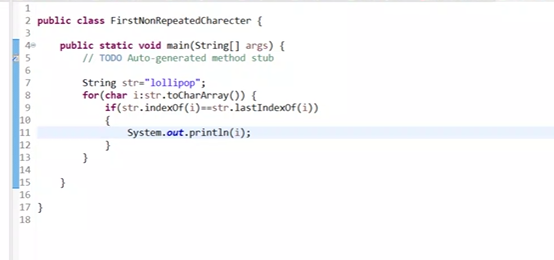 1
2 public class FirstNonRepeatedCharecter {
3
4 public static void main(String[] args) {
5 // TODO Auto-generated method stub
6
7 String str="lollipop";
8 for(char i:str.toCharArray()) {
9 if(str.indexOf(i)==str.lastIndexOf(i))
10 {
11 System.out.println(i);
12 }
13 }
14
15 }
16
17 }
18